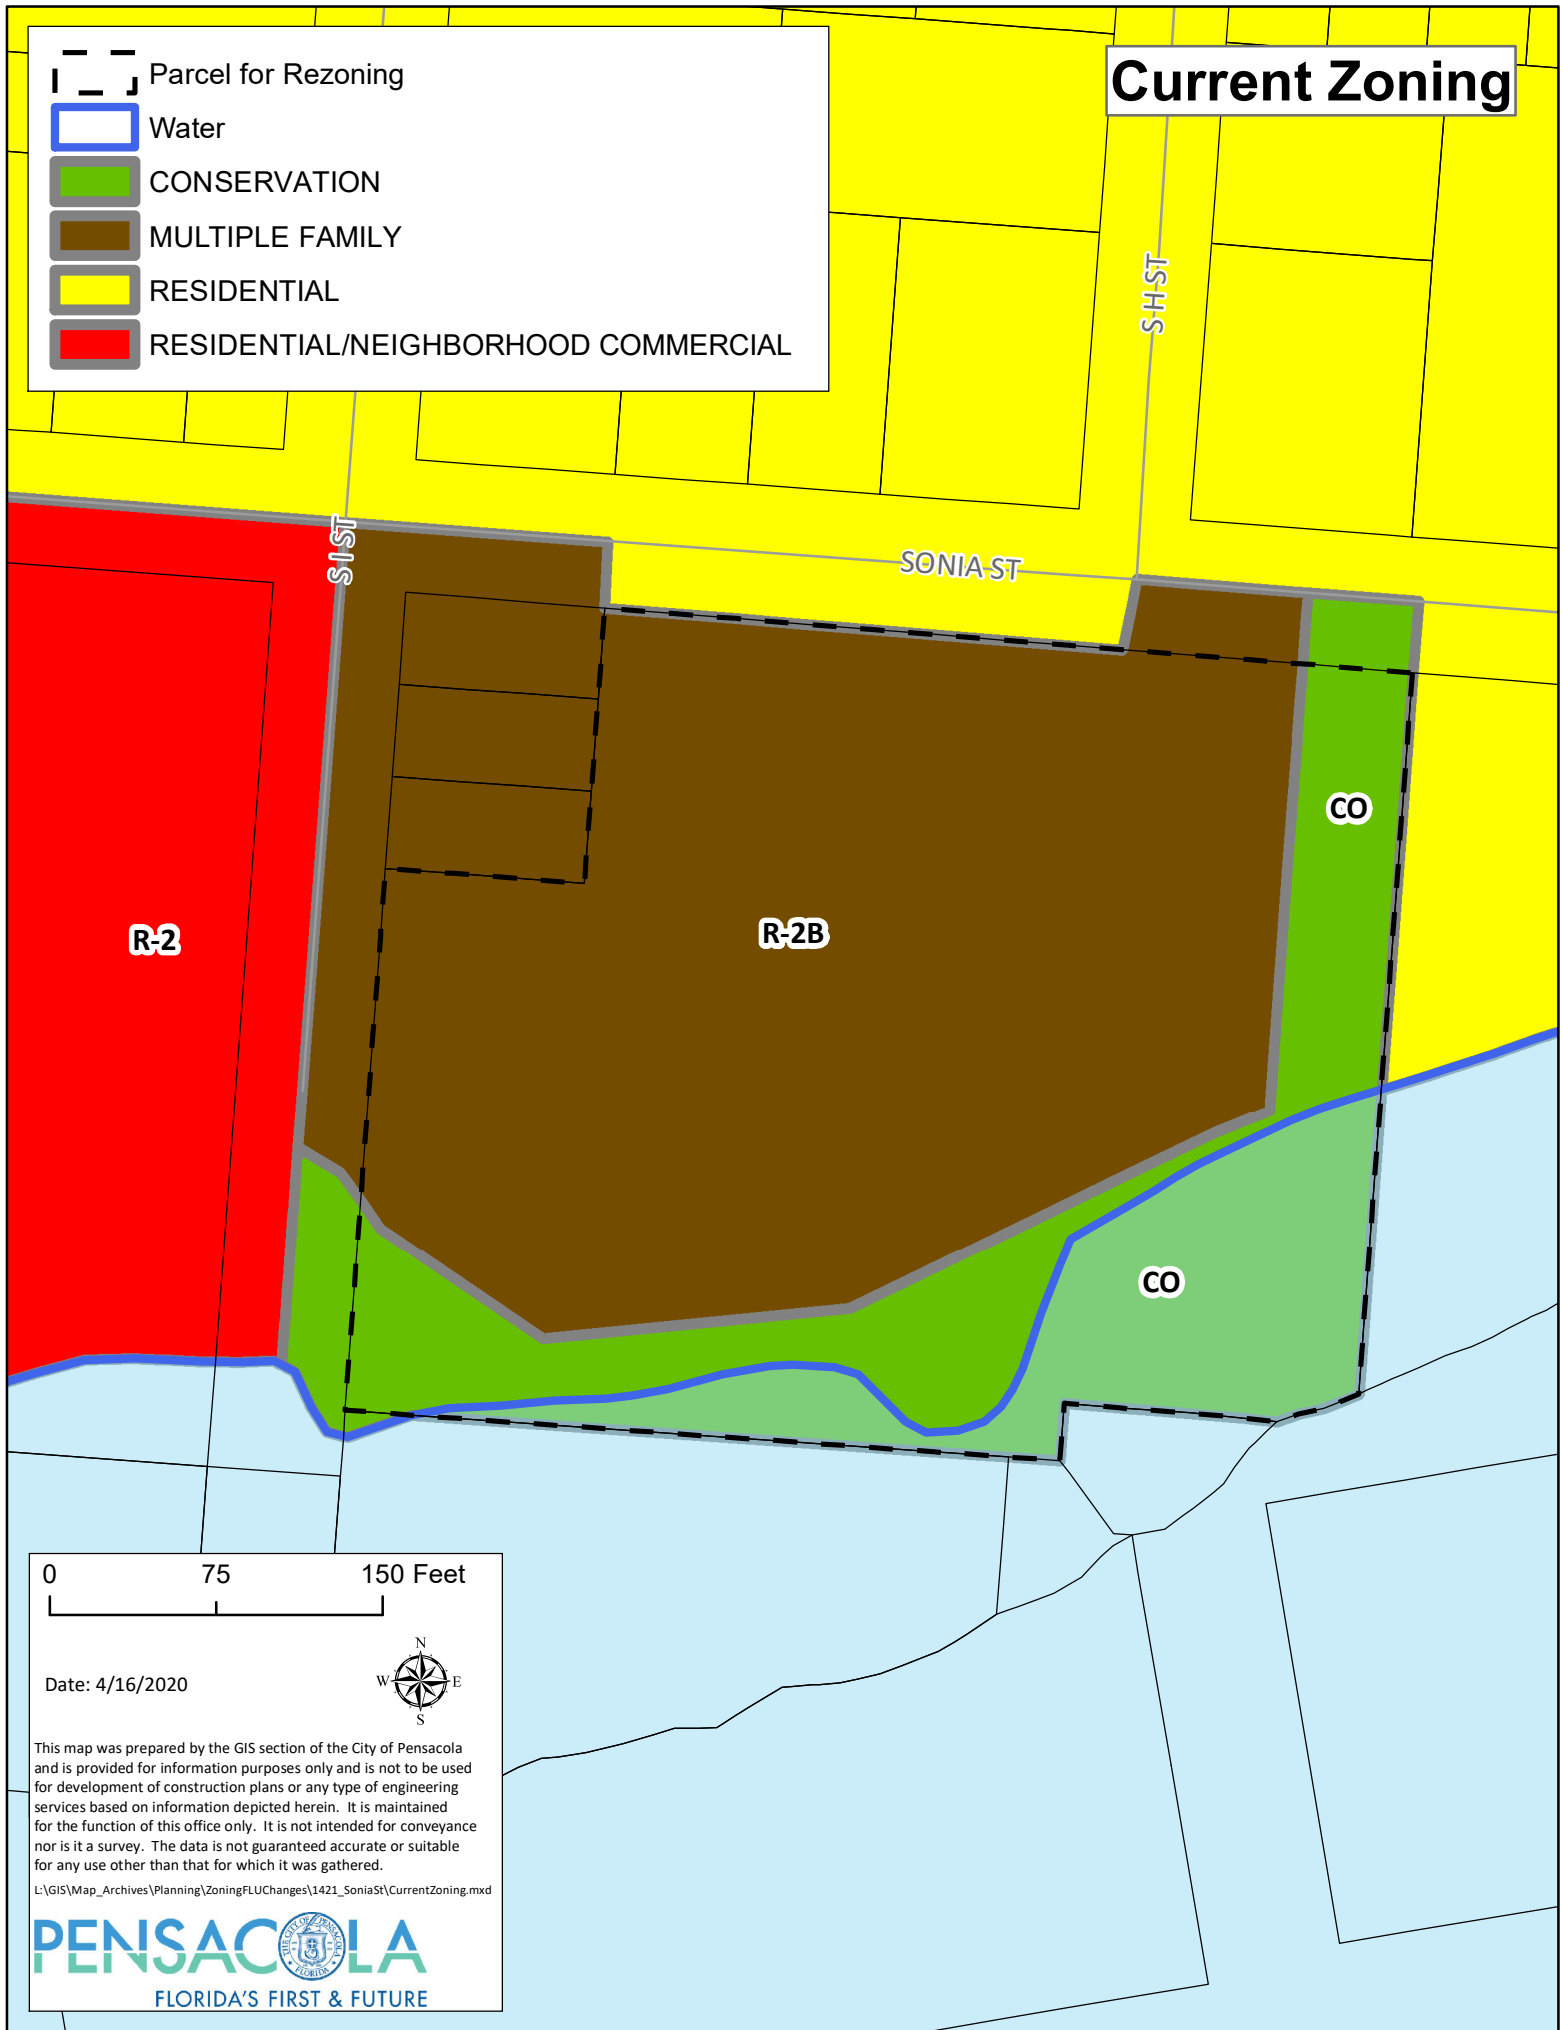 Current Zoning
Parcel for Rezoning
Water
CONSERVATION
MULTIPLE FAMILY
RESIDENTIAL
RESIDENTIAL/NEIGHBORHOOD COMMERCIAL
S H ST
S I ST
SONIA ST
CO
R-2
R-2B
CO
0 75 150 Feet
N
W E
S
Date: 4/16/2020
This map was prepared by the GIS section of the City of Pensacola
and is provided for information purposes only and is not to be used
for development of construction plans or any type of engineering
services based on information depicted herein. It is maintained
for the function of this office only. It is not intended for conveyance
nor is it a survey. The data is not guaranteed accurate or suitable
for any use other than that for which it was gathered.
L:\GIS\Map_Archives\Planning\ZoningFLUChanges\1421_SoniaSt\CurrentZoning.mxd
PENSACOLA
THE CITY OF PENSACOLA
FLORIDA
FLORIDA'S FIRST & FUTURE